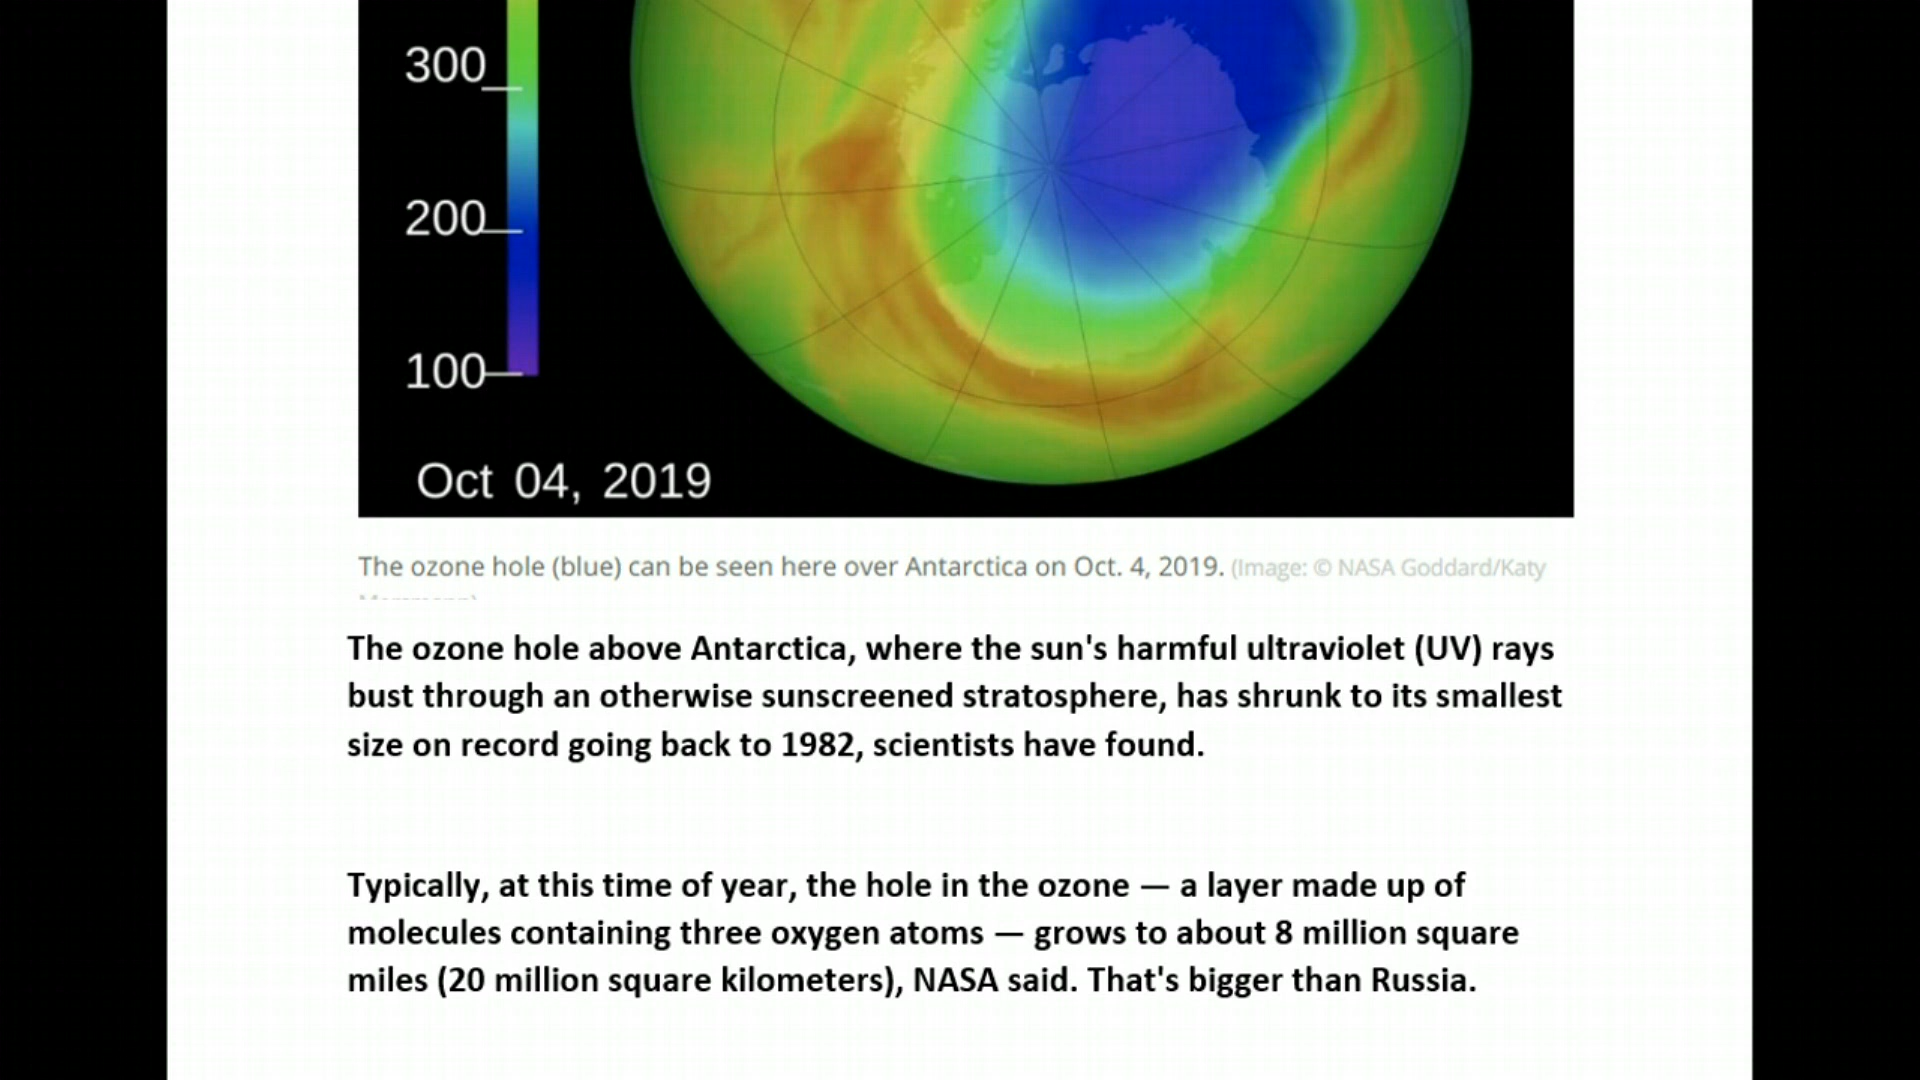 300
200
100
Oct 04, 2019
The ozone hole (blue) can be seen here over Antarctica on Oct. 4, 2019. (Image: © NASA Goddard/Katy
The ozone hole above Antarctica, where the sun's harmful ultraviolet (UV) rays
bust through an otherwise sunscreened stratosphere, has shrunk to its smallest
size on record going back to 1982, scientists have found.
Typically, at this time of year, the hole in the ozone — a layer made up of
molecules containing three oxygen atoms — grows to about 8 million square
miles (20 million square kilometers), NASA said. That's bigger than Russia.